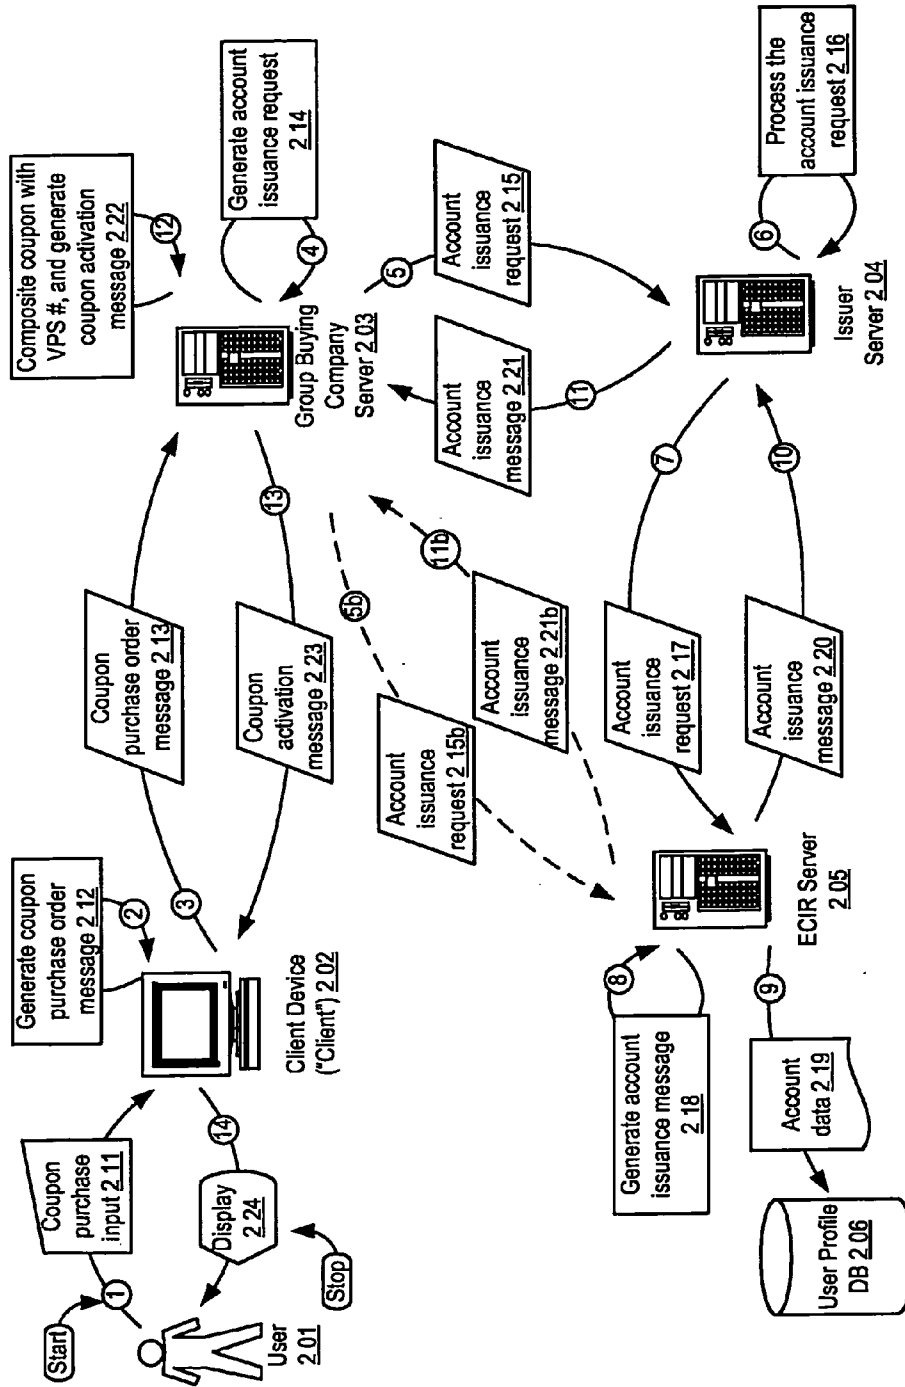 Start
1
Coupon
purchase
input 2 11
User
2 01
Display
2 24
14
Stop
Generate coupon
purchase order
message 2 12
2
Client Device
("Client") 2 02
3
Coupon
purchase order
message 2 13
Coupon
activation
message 2 23
13
Composite coupon with
VPS #, and generate
coupon activation
message 2 22
12
Generate account
issuance request
2 14
4
Group Buying
Company
Server 2 03
5
Account
issuance
request 2 15
Account
issuance
message 2 21
11
5b
Account
issuance
request 2 15b
11b
Account
issuance
message 2 21b
Process the
account issuance
request 2 16
6
Issuer
Server 2 04
7
Account
issuance
request 2 17
Account
issuance
message 2 20
10
ECIR Server
2 05
8
Generate account
issuance message
2 18
9
Account
data 2 19
User Profile
DB 2 06